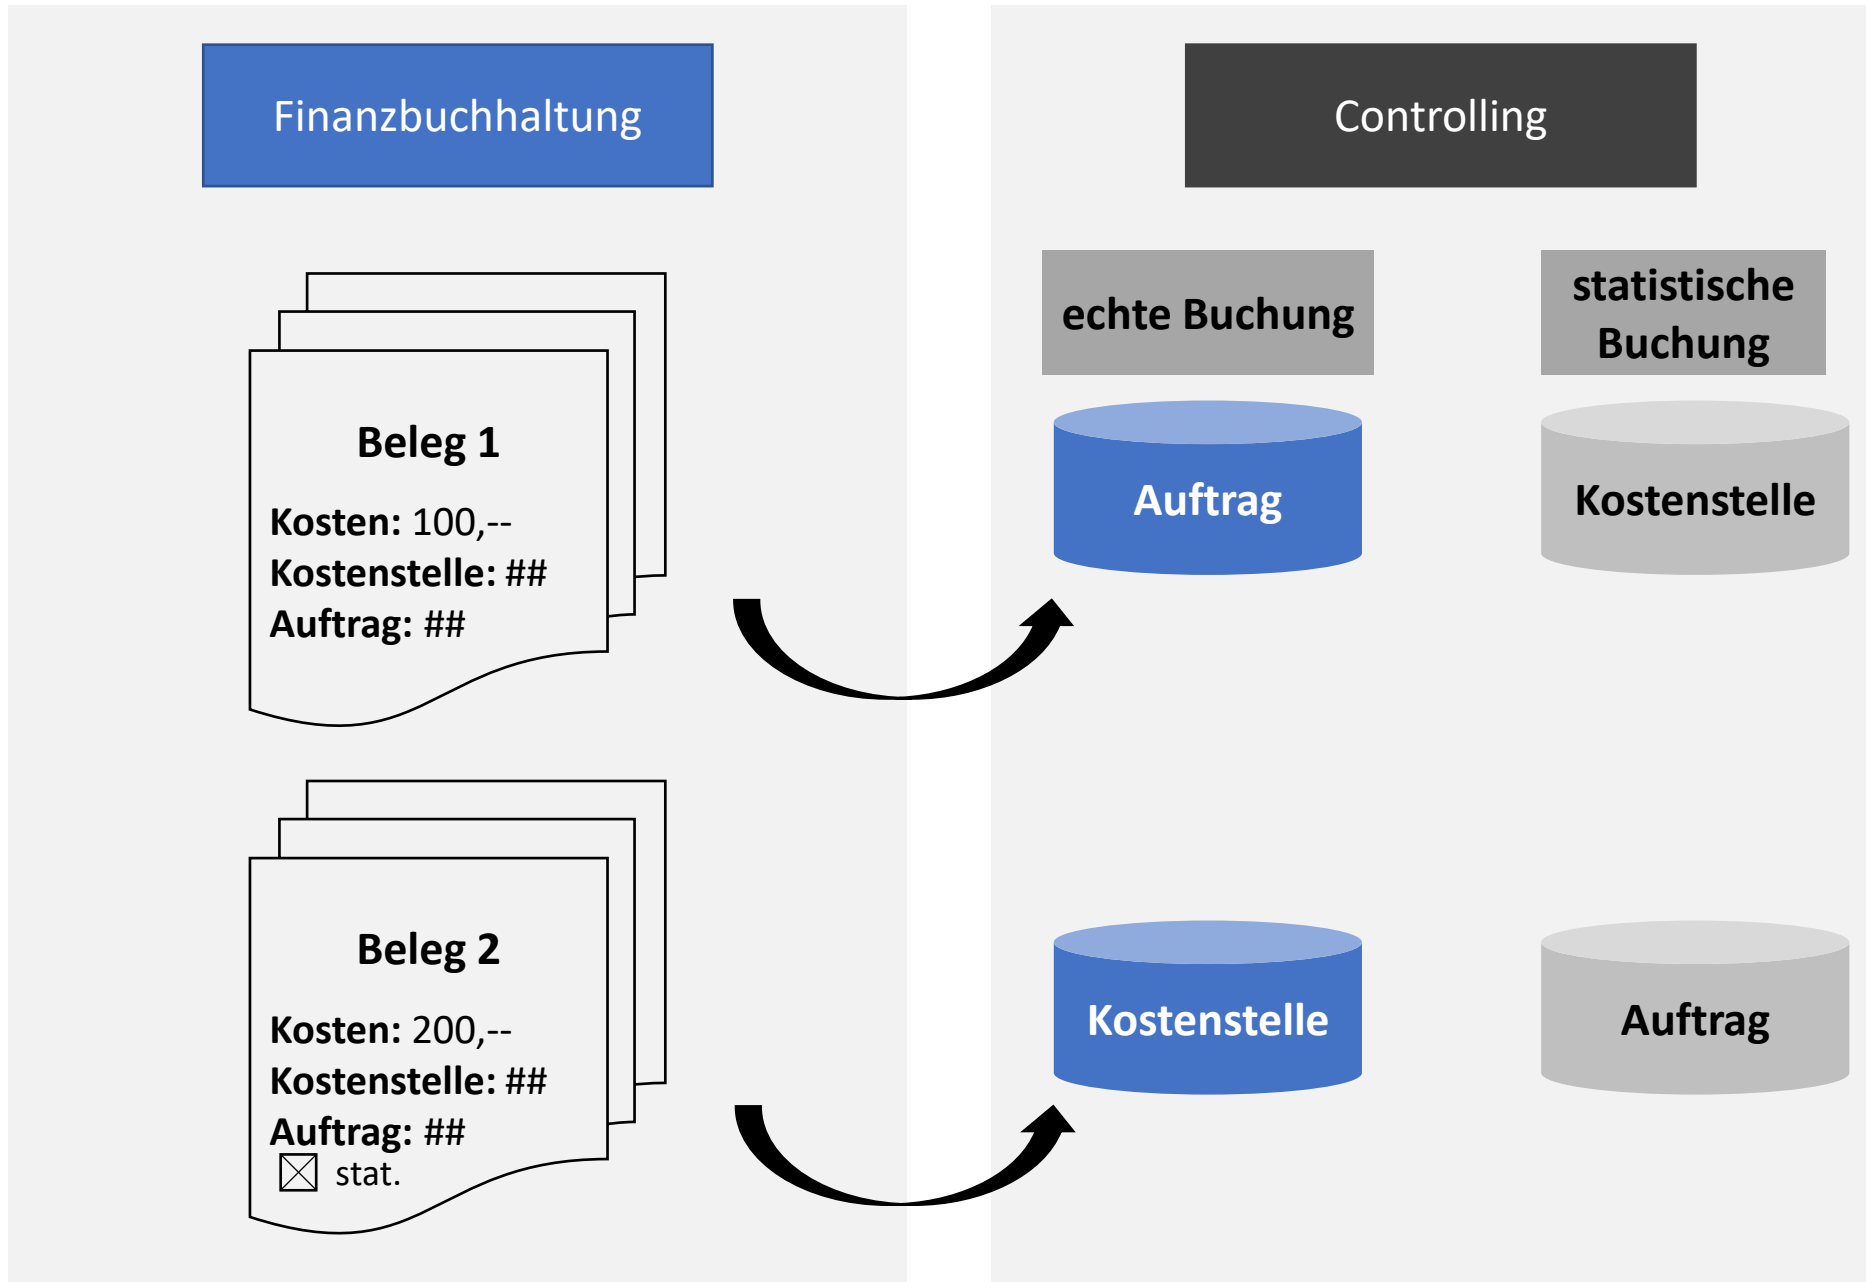 Finanzbuchhaltung
Beleg 1
Kosten: 100,--
Kostenstelle: ##
Auftrag: ##
Beleg 2
Kosten: 200,--
Kostenstelle: ##
Auftrag: ##
stat.
Controlling
echte Buchung
statistische
Buchung
Auftrag
Kostenstelle
Kostenstelle
Auftrag